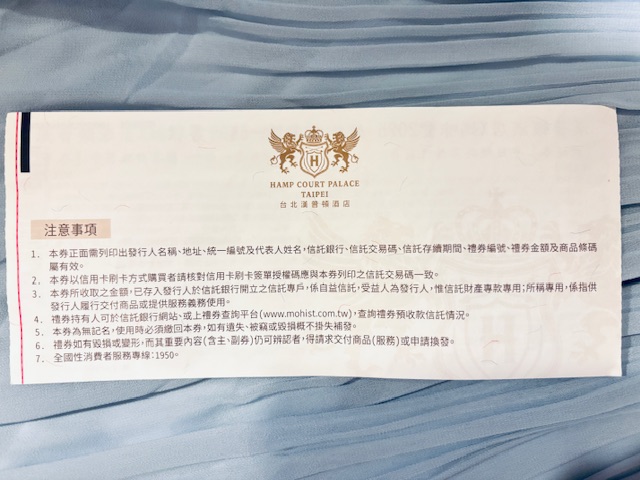 H
HAMP COURT PALACE
TAIPEI
台北漢普頓酒店
注意事項
1. 本券正面需列印出發行人名稱、地址、統一編號及代表人姓名,信託銀行、信託交易碼、信託存續期間、禮券編號、禮券金額及商品條碼
屬有效。
2. 本券以信用卡刷卡方式購買者請核對信用卡刷卡簽單授權碼應與本券列印之信託交易碼一致。
3. 本券所收取之金額,已存入發行人於信託銀行開立之信託專戶,係自益信託,受益人為發行人,惟信託財產專款專用;所稱專用,係指供
發行人履行交付商品或提供服務義務使用。
4. 禮券持有人可於信託銀行網站、或上禮券查詢平台(www.mohist.com.tw),查詢禮券預收款信託情況。
5. 本券為無記名,使用時必須繳回本券,如有遺失、被竊或毀損概不掛失補發。
6. 禮券如有毀損或變形,而其重要內容(含主、副券)仍可辨認者,得請求交付商品(服務)或申請換發。
7. 全國性消費者服務專線:1950。